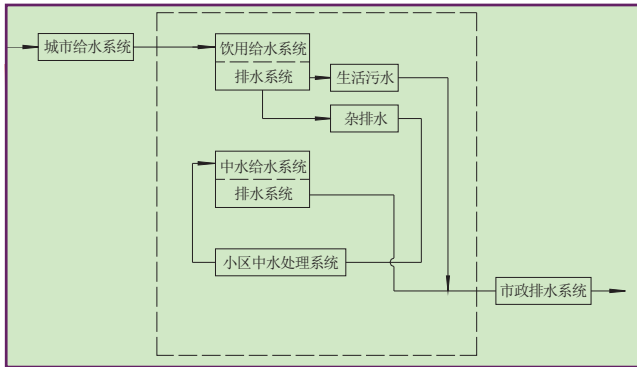 城市给水系统
饮用给水系统
排水系统
生活污水
杂排水
中水给水系统
排水系统
小区中水处理系统
市政排水系统